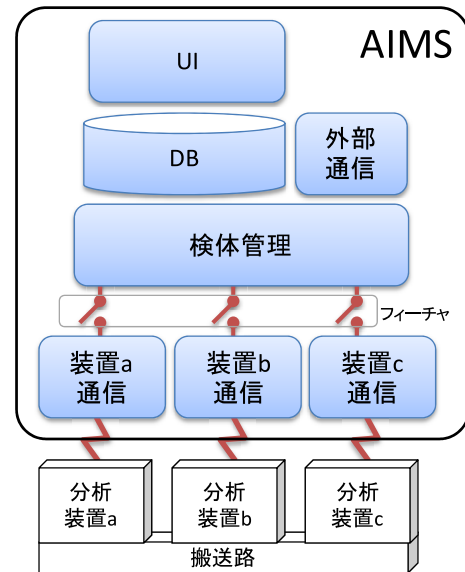 AIMS
UI
DB
外部
通信
検体管理
フィーチャ
装置a
通信
装置b
通信
装置c
通信
分析
装置a
分析
装置b
分析
装置c
搬送路